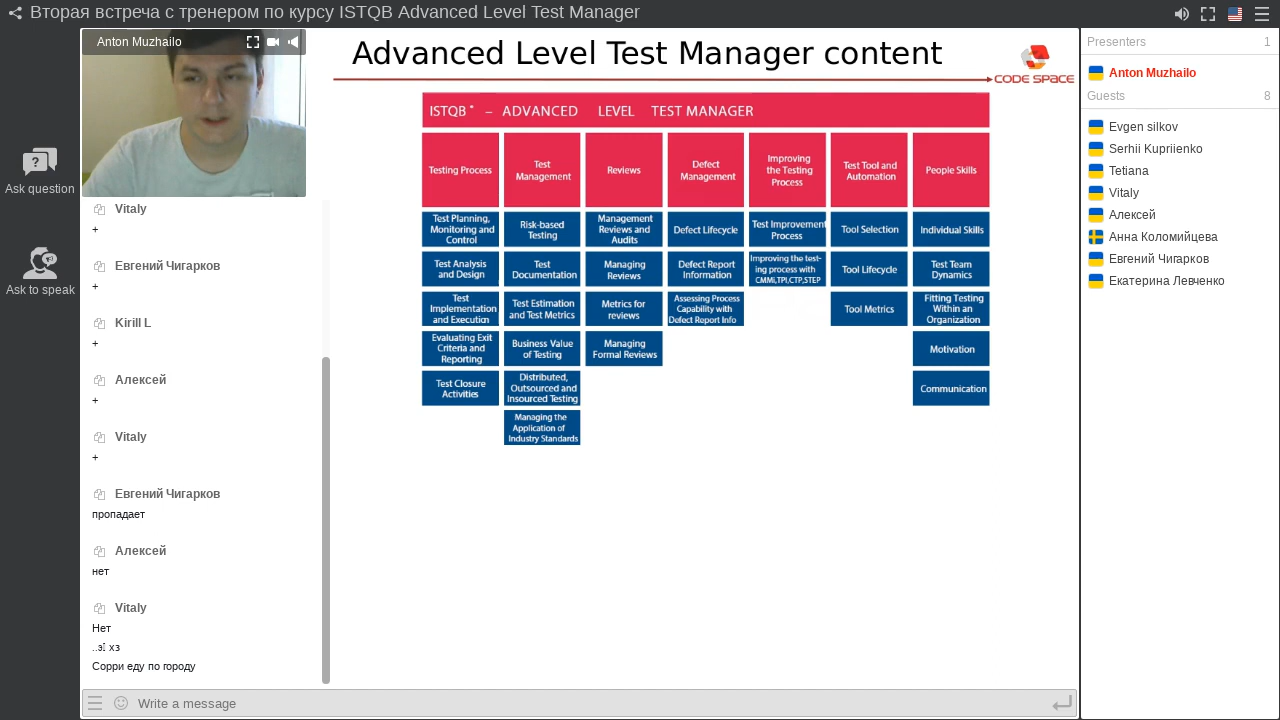 Вторая встреча с тренером по курсу ISTQB Advanced Level Test Manager
Anton Muzhailo
Ask question
Ask to speak
Vitaly
+
Евгений Чигарков
+
Kirill L
+
Алексей
+
Vitaly
+
Евгений Чигарков
пропадает
Алексей
нет
Vitaly
Нет
Сорри еду по городу
Write a message
Advanced Level Test Manager content
CODE SPACE
ISTQB® – ADVANCED LEVEL TEST MANAGER
Testing Process
Test Planning,
Monitoring and
Control
Test Analysis
and Design
Test
Implementation
and Execution
Evaluating Exit
Criteria and
Reporting
Test Closure
Activities
Test
Management
Risk-based
Testing
Test
Documentation
Test Estimation
and Test Metrics
Business Value
of Testing
Distributed,
Outsourced and
Insourced Testing
Managing the
Application of
Industry Standards
Reviews
Management
Reviews and
Audits
Managing
Reviews
Metrics for
reviews
Managing
Formal Reviews
Defect
Management
Defect Lifecycle
Defect Report
Information
Assessing Process
Capability with
Defect Report Info
Improving
the Testing
Process
Test Improvement
Process
Improving the test-
ing process with
CMMI,TPI,CTP,STEP
Test Tool and
Automation
Tool Selection
Tool Lifecycle
Tool Metrics
People Skills
Individual Skills
Test Team
Dynamics
Fitting Testing
Within an
Organization
Motivation
Communication
Presenters 1
Anton Muzhailo
Guests 8
Evgen silkov
Serhii Kupriienko
Tetiana
Vitaly
Алексей
Анна Коломийцева
Евгений Чигарков
Екатерина Левченко